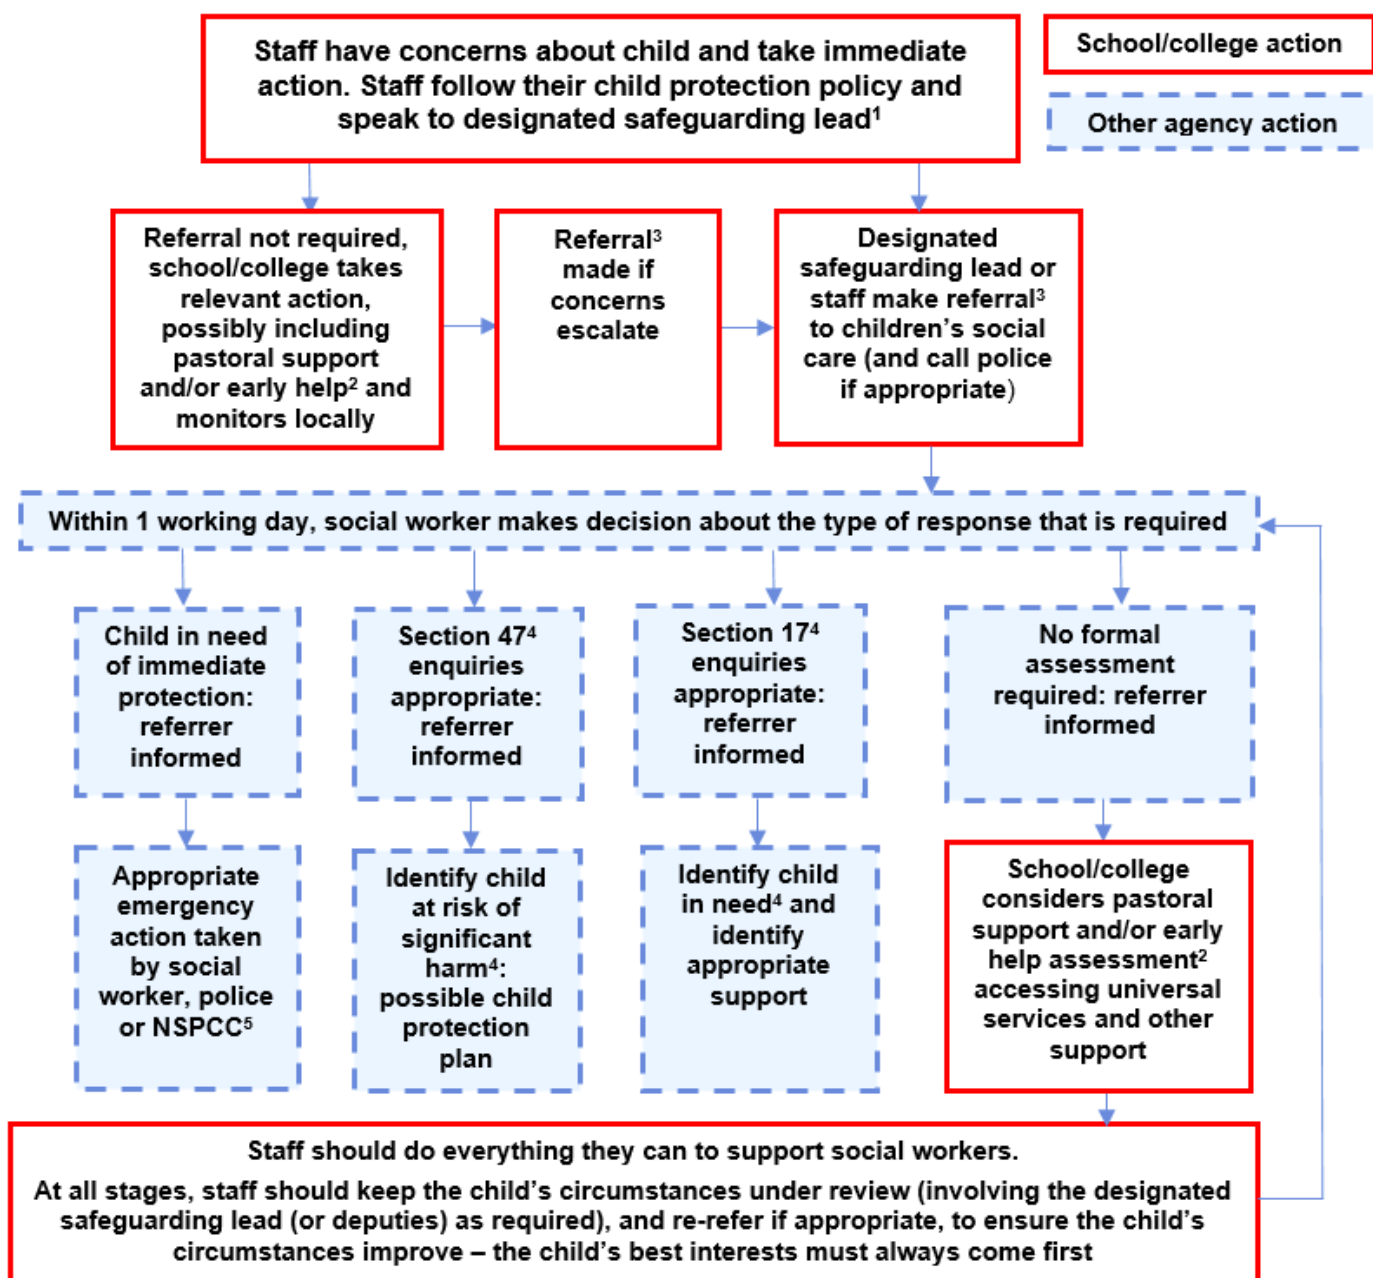 Staff have concerns about child and take immediate
action. Staff follow their child protection policy and
speak to designated safeguarding lead¹
School/college action
Other agency action
Referral not required,
school/college takes
relevant action,
possibly including
pastoral support
and/or early help² and
monitors locally
Referral³
made if
concerns
escalate
Designated
safeguarding lead or
staff make referral³
to children’s social
care (and call police
if appropriate)
Within 1 working day, social worker makes decision about the type of response that is required
Child in need
of immediate
protection:
referrer
informed
Section 47⁴
enquiries
appropriate:
referrer
informed
Section 17⁴
enquiries
appropriate:
referrer
informed
No formal
assessment
required: referrer
informed
Appropriate
emergency
action taken
by social
worker, police
or NSPCC⁵
Identify child
at risk of
significant
harm⁴:
possible child
protection
plan
Identify child
in need⁴ and
identify
appropriate
support
School/college
considers pastoral
support and/or early
help assessment²
accessing universal
services and other
support
Staff should do everything they can to support social workers.
At all stages, staff should keep the child’s circumstances under review (involving the designated
safeguarding lead (or deputies) as required), and re-refer if appropriate, to ensure the child’s
circumstances improve – the child’s best interests must always come first